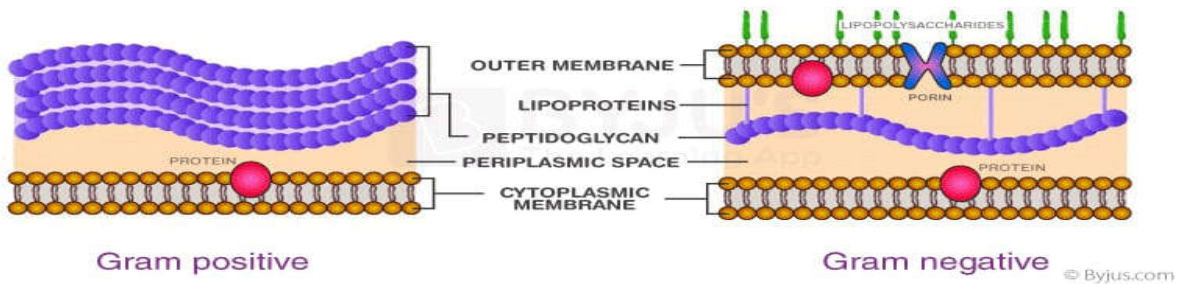 LIPOPOLYSACCHARIDES
OUTER MEMBRANE
PORIN
LIPOPROTEINS
PEPTIDOGLYCAN
PROTEIN
PERIPLASMIC SPACE
PROTEIN
CYTOPLASMIC
MEMBRANE
Gram positive
Gram negative
© Byjus.com